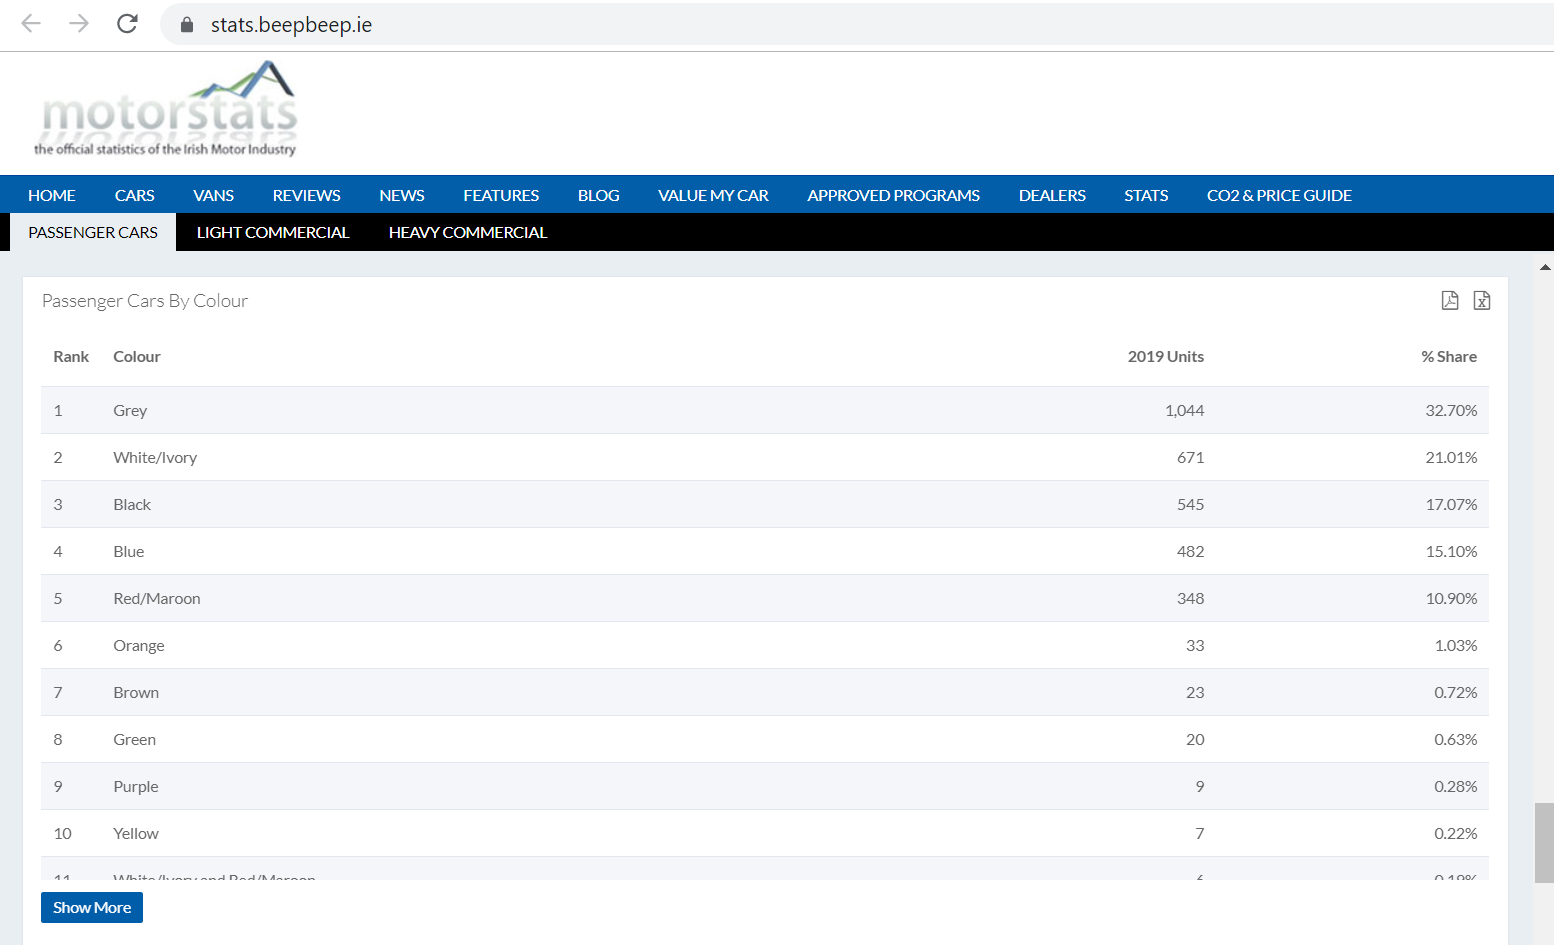 stats.beepbeep.ie
motorstats
the official statistics of the Irish Motor Industry
HOME CARS VANS REVIEWS NEWS FEATURES BLOG VALUE MY CAR APPROVED PROGRAMS DEALERS STATS CO2 & PRICE GUIDE
PASSENGER CARS LIGHT COMMERCIAL HEAVY COMMERCIAL
Passenger Cars By Colour
Rank Colour 2019 Units % Share
1 Grey 1,044 32.70%
2 White/Ivory 671 21.01%
3 Black 545 17.07%
4 Blue 482 15.10%
5 Red/Maroon 348 10.90%
6 Orange 33 1.03%
7 Brown 23 0.72%
8 Green 20 0.63%
9 Purple 9 0.28%
10 Yellow 7 0.22%
11 White/Ivory and Red/Maroon 6 0.19%
Show More